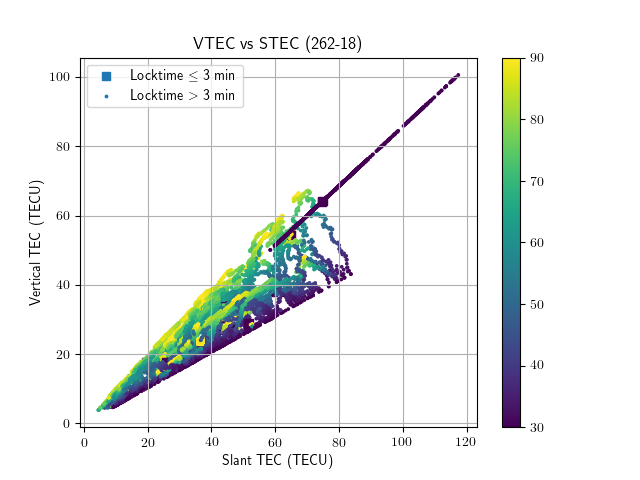 VTEC vs STEC (262-18)
Locktime ≤ 3 min
Locktime > 3 min
Vertical TEC (TECU)
100
80
60
40
20
0
0 20 40 60 80 100 120
Slant TEC (TECU)
90
80
70
60
50
40
30